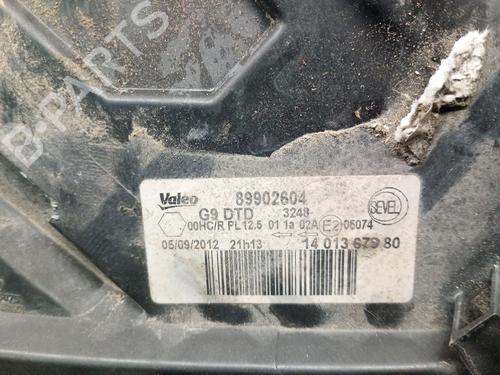 B-PARTS
Valeo 89902604
G9 DTD 3248
SEVEL
00HC/R PL 12.5 01 1a 02A E2 05074
05/09/2012 21h13 14 013 679 80